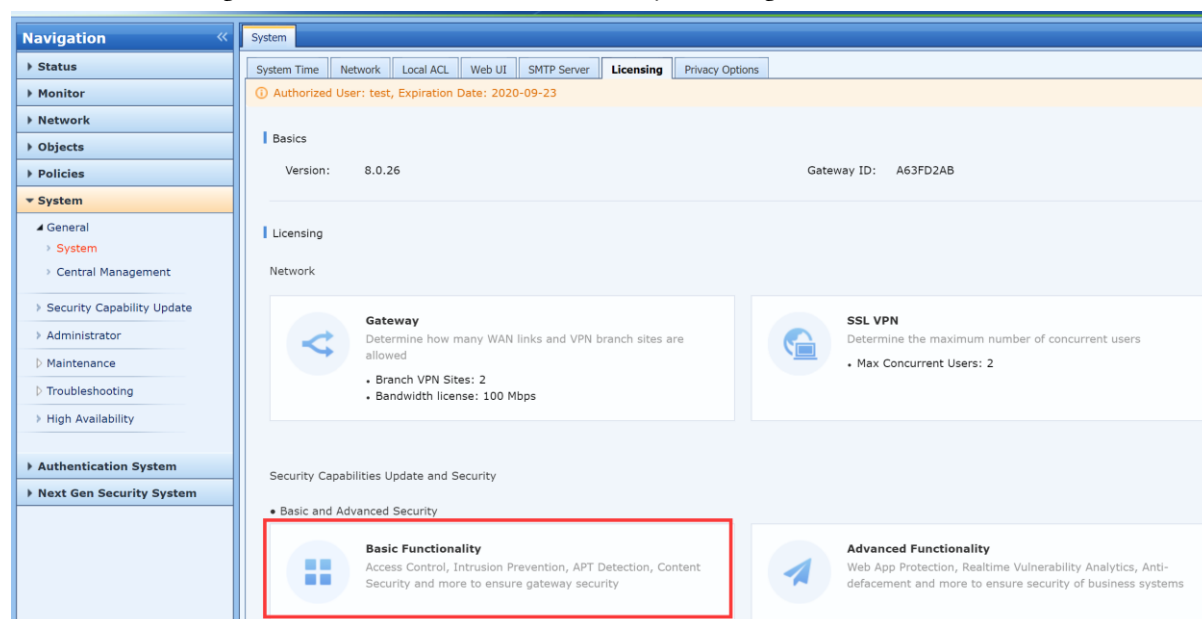 Navigation
Status
Monitor
Network
Objects
Policies
System
General
System
Central Management
Security Capability Update
Administrator
Maintenance
Troubleshooting
High Availability
Authentication System
Next Gen Security System
System
System Time Network Local ACL Web UI SMTP Server Licensing Privacy Options
Authorized User: test, Expiration Date: 2020-09-23
Basics
Version: 8.0.26 Gateway ID: A63FD2AB
Licensing
Network
Gateway
Determine how many WAN links and VPN branch sites are
allowed
• Branch VPN Sites: 2
• Bandwidth license: 100 Mbps
SSL VPN
Determine the maximum number of concurrent users
• Max Concurrent Users: 2
Security Capabilities Update and Security
• Basic and Advanced Security
Basic Functionality
Access Control, Intrusion Prevention, APT Detection, Content
Security and more to ensure gateway security
Advanced Functionality
Web App Protection, Realtime Vulnerability Analytics, Anti-
defacement and more to ensure security of business systems